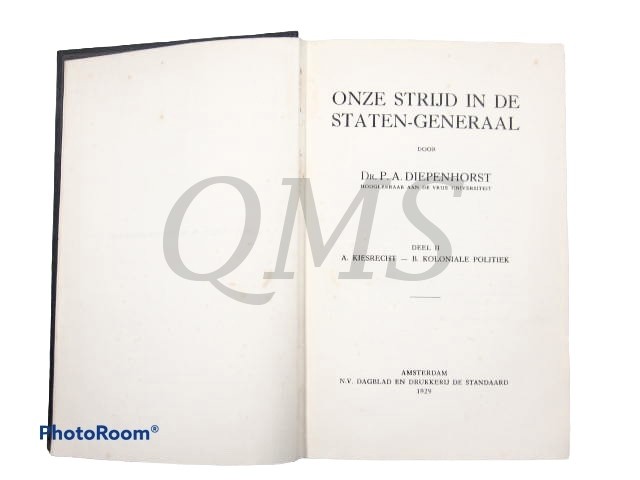 ONZE STRIJD IN DE
STATEN-GENERAAL
DOOR
DR. P. A. DIEPENHORST
HOOGLEERAAR AAN DE VRIJE UNIVERSITEIT
QMS
DEEL II
A. KIESRECHT — B. KOLONIALE POLITIEK
AMSTERDAM
N.V. DAGBLAD EN DRUKKERIJ DE STANDAARD
1929
PhotoRoom®